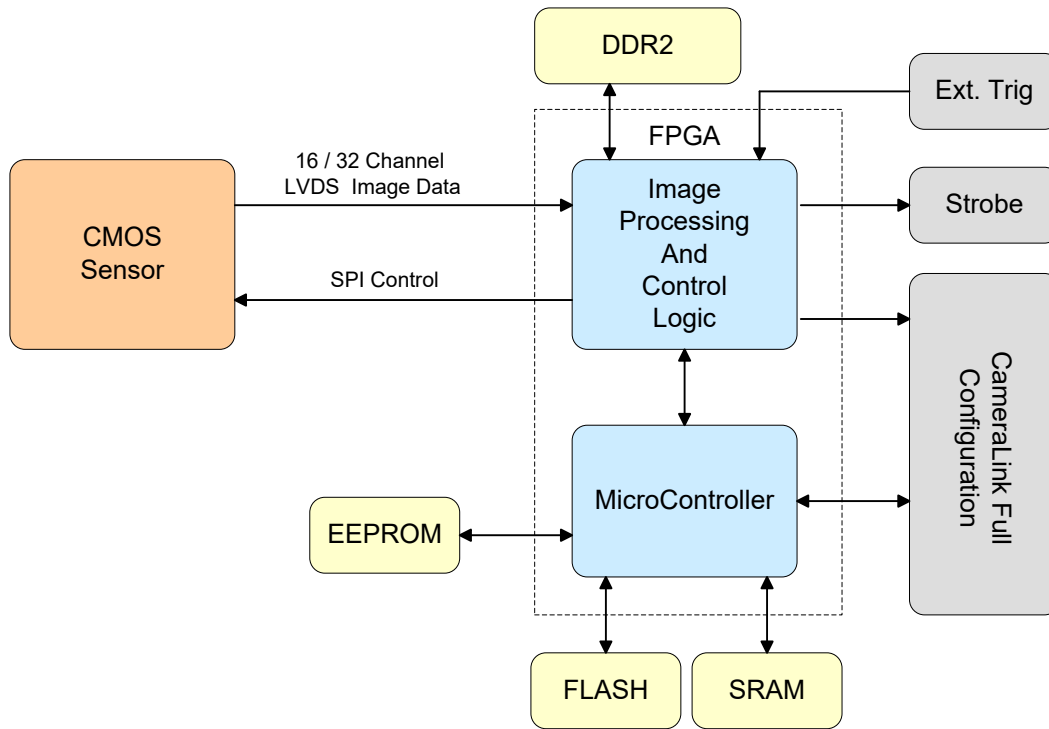 DDR2
Ext. Trig
FPGA
16 / 32 Channel
LVDS  Image Data
CMOS
Sensor
Image
Processing
And
Control
Logic
Strobe
SPI Control
CameraLink Full
Configuration
MicroController
EEPROM
FLASH
SRAM